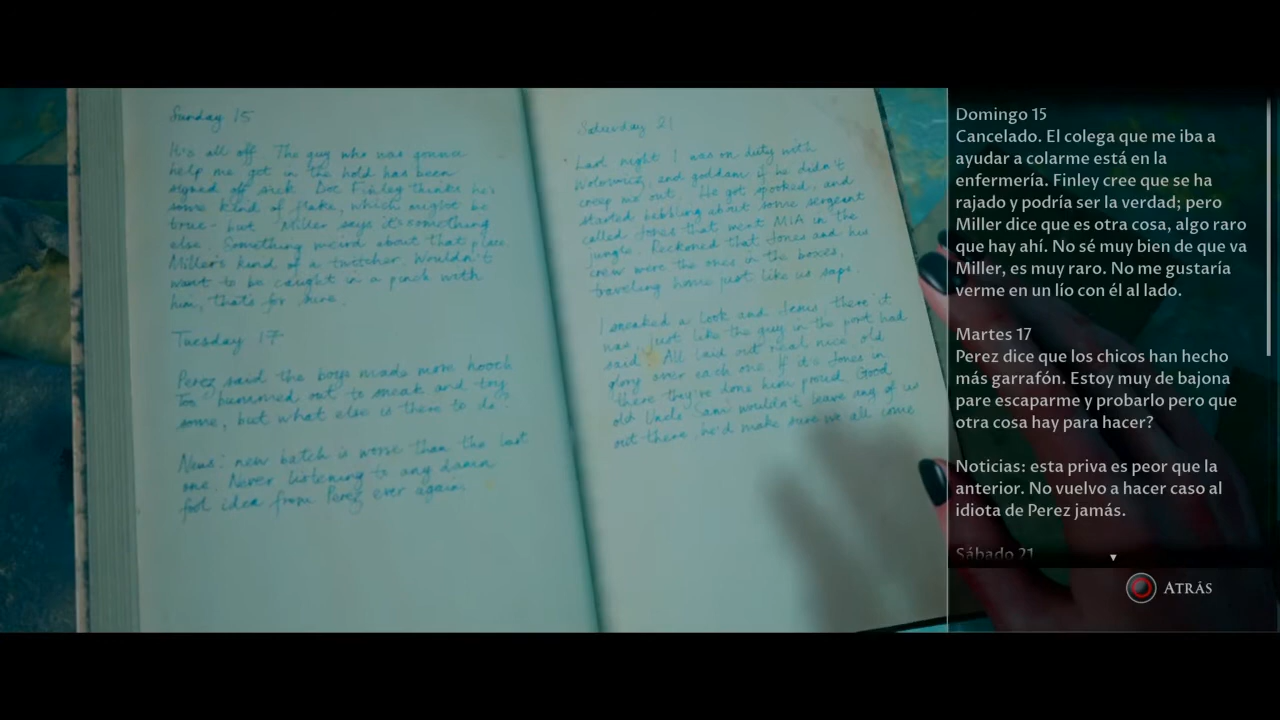 Sunday 15
It's all off. The guy who was gonna
help me get in the hold has been
signed off sick. Doc Finley thinks he's
some kind of flake, which might be
true - but Miller says it's something
else. Something weird about that place.
Miller's kind of a twitcher. Wouldn't
want to be caught in a pinch with
him, that's for sure.
Tuesday 17
Perez said the boys made more hooch
Too bummed out to sneak and try
some, but what else is there to do?
News: new batch is worse than the last
one. Never listening to any damn
fool idea from Perez ever again.
Saturday 21
Last night I was on duty with
and goddam if he didn't
creep me out. He got spooked, and
started babbling about some sergeant
called Jones that went MIA in the
jungle. Reckoned that Jones and his
crew were the ones in the boxes,
traveling home just like us saps.
I sneaked a look and Jesus, there it
was, just like the guy in the port had
said. All laid out real nice old
glory over each one. If it's Jones in
there they've done him proud. Good
old Uncle Sam wouldn't leave any of us
out there, he'd make sure we all come
Domingo 15
Cancelado. El colega que me iba a
ayudar a colarme está en la
enfermería. Finley cree que se ha
rajado y podría ser la verdad; pero
Miller dice que es otra cosa, algo raro
que hay ahí. No sé muy bien de que va
Miller, es muy raro. No me gustaría
verme en un lío con él al lado.
Martes 17
Perez dice que los chicos han hecho
más garrafón. Estoy muy de bajona
pare escaparme y probarlo pero que
otra cosa hay para hacer?
Noticias: esta priva es peor que la
anterior. No vuelvo a hacer caso al
idiota de Perez jamás.
Sábado 21
ATRÁS